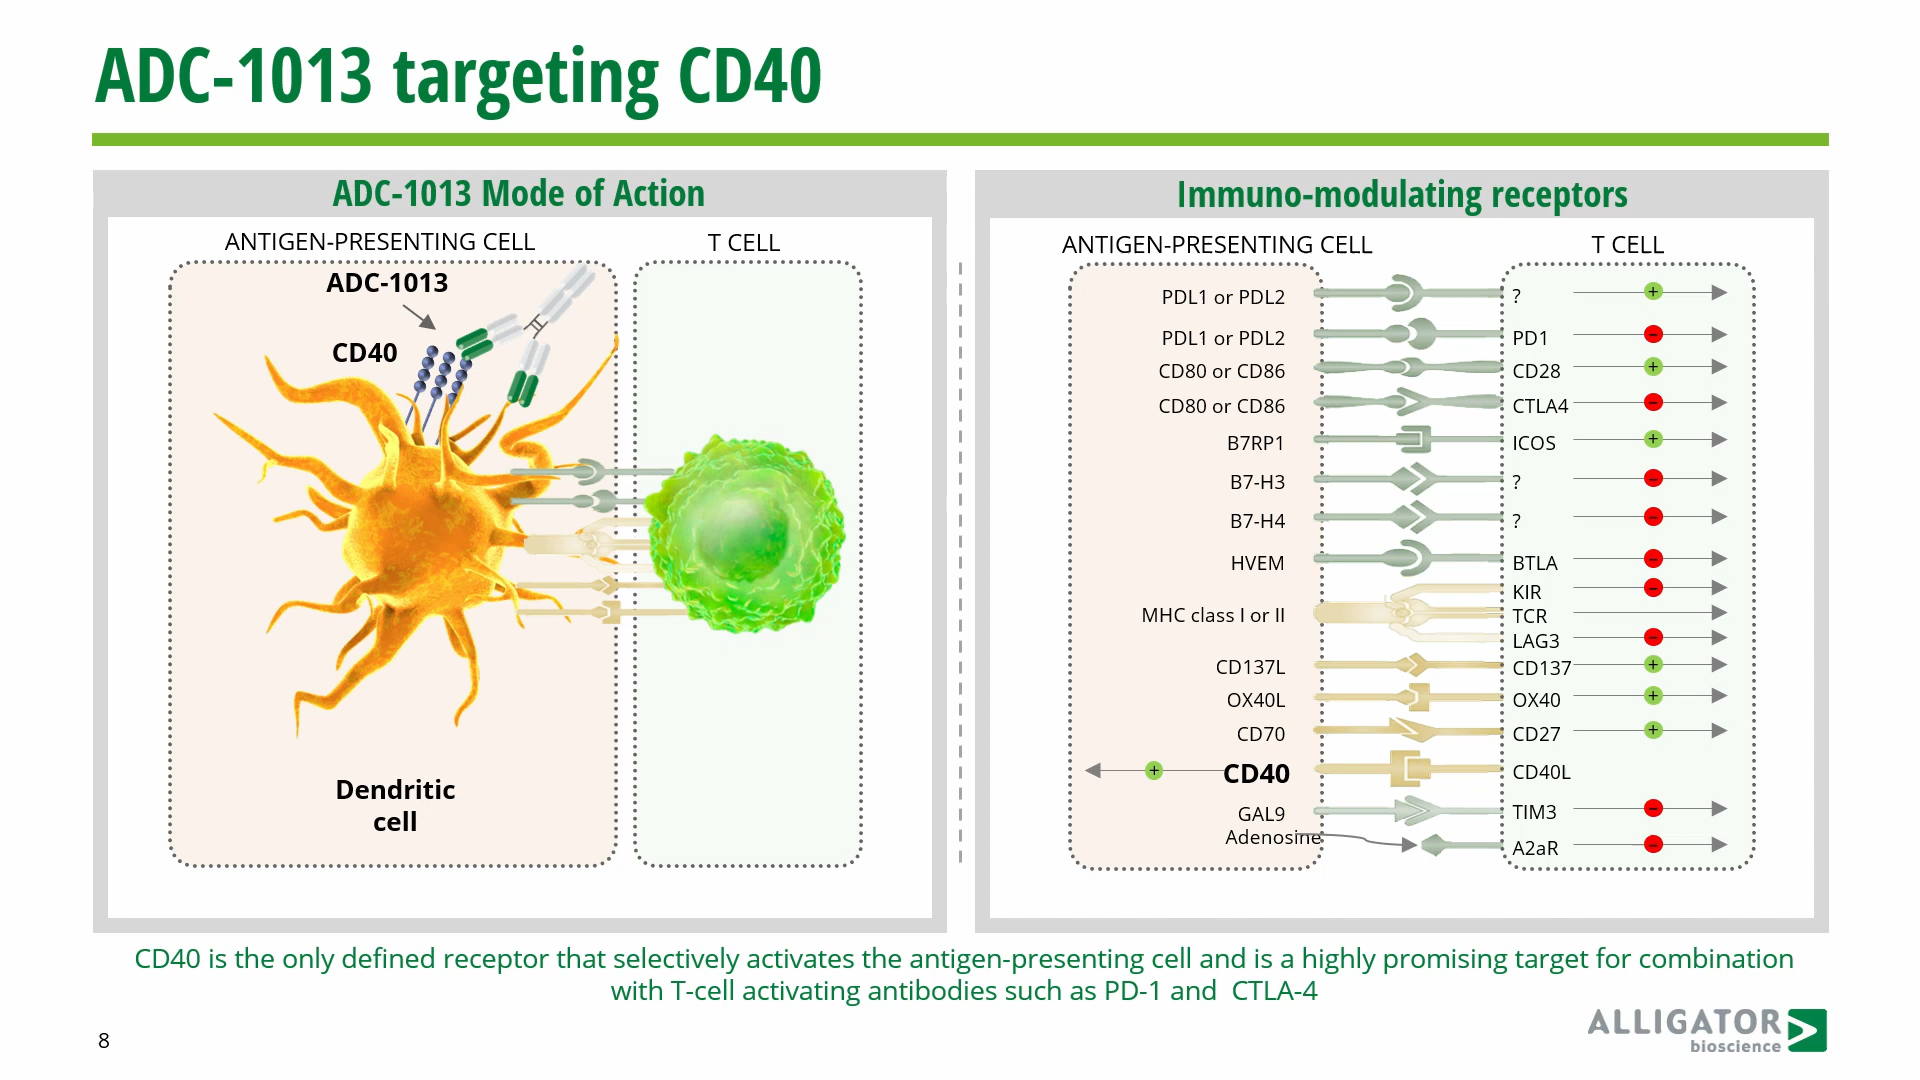 ADC-1013 targeting CD40
ADC-1013 Mode of Action
ANTIGEN-PRESENTING CELL
T CELL
ADC-1013
CD40
Dendritic
cell
Immuno-modulating receptors
ANTIGEN-PRESENTING CELL
T CELL
PDL1 or PDL2
?
+
PDL1 or PDL2
PD1
-
CD80 or CD86
CD28
+
CD80 or CD86
CTLA4
-
B7RP1
ICOS
+
B7-H3
?
-
B7-H4
?
-
HVEM
BTLA
-
KIR
-
MHC class I or II
TCR
LAG3
-
CD137L
CD137
+
OX40L
OX40
+
CD70
CD27
+
+
CD40
CD40L
GAL9
TIM3
-
Adenosine
A2aR
-
CD40 is the only defined receptor that selectively activates the antigen-presenting cell and is a highly promising target for combination
with T-cell activating antibodies such as PD-1 and CTLA-4
8
ALLIGATOR
bioscience